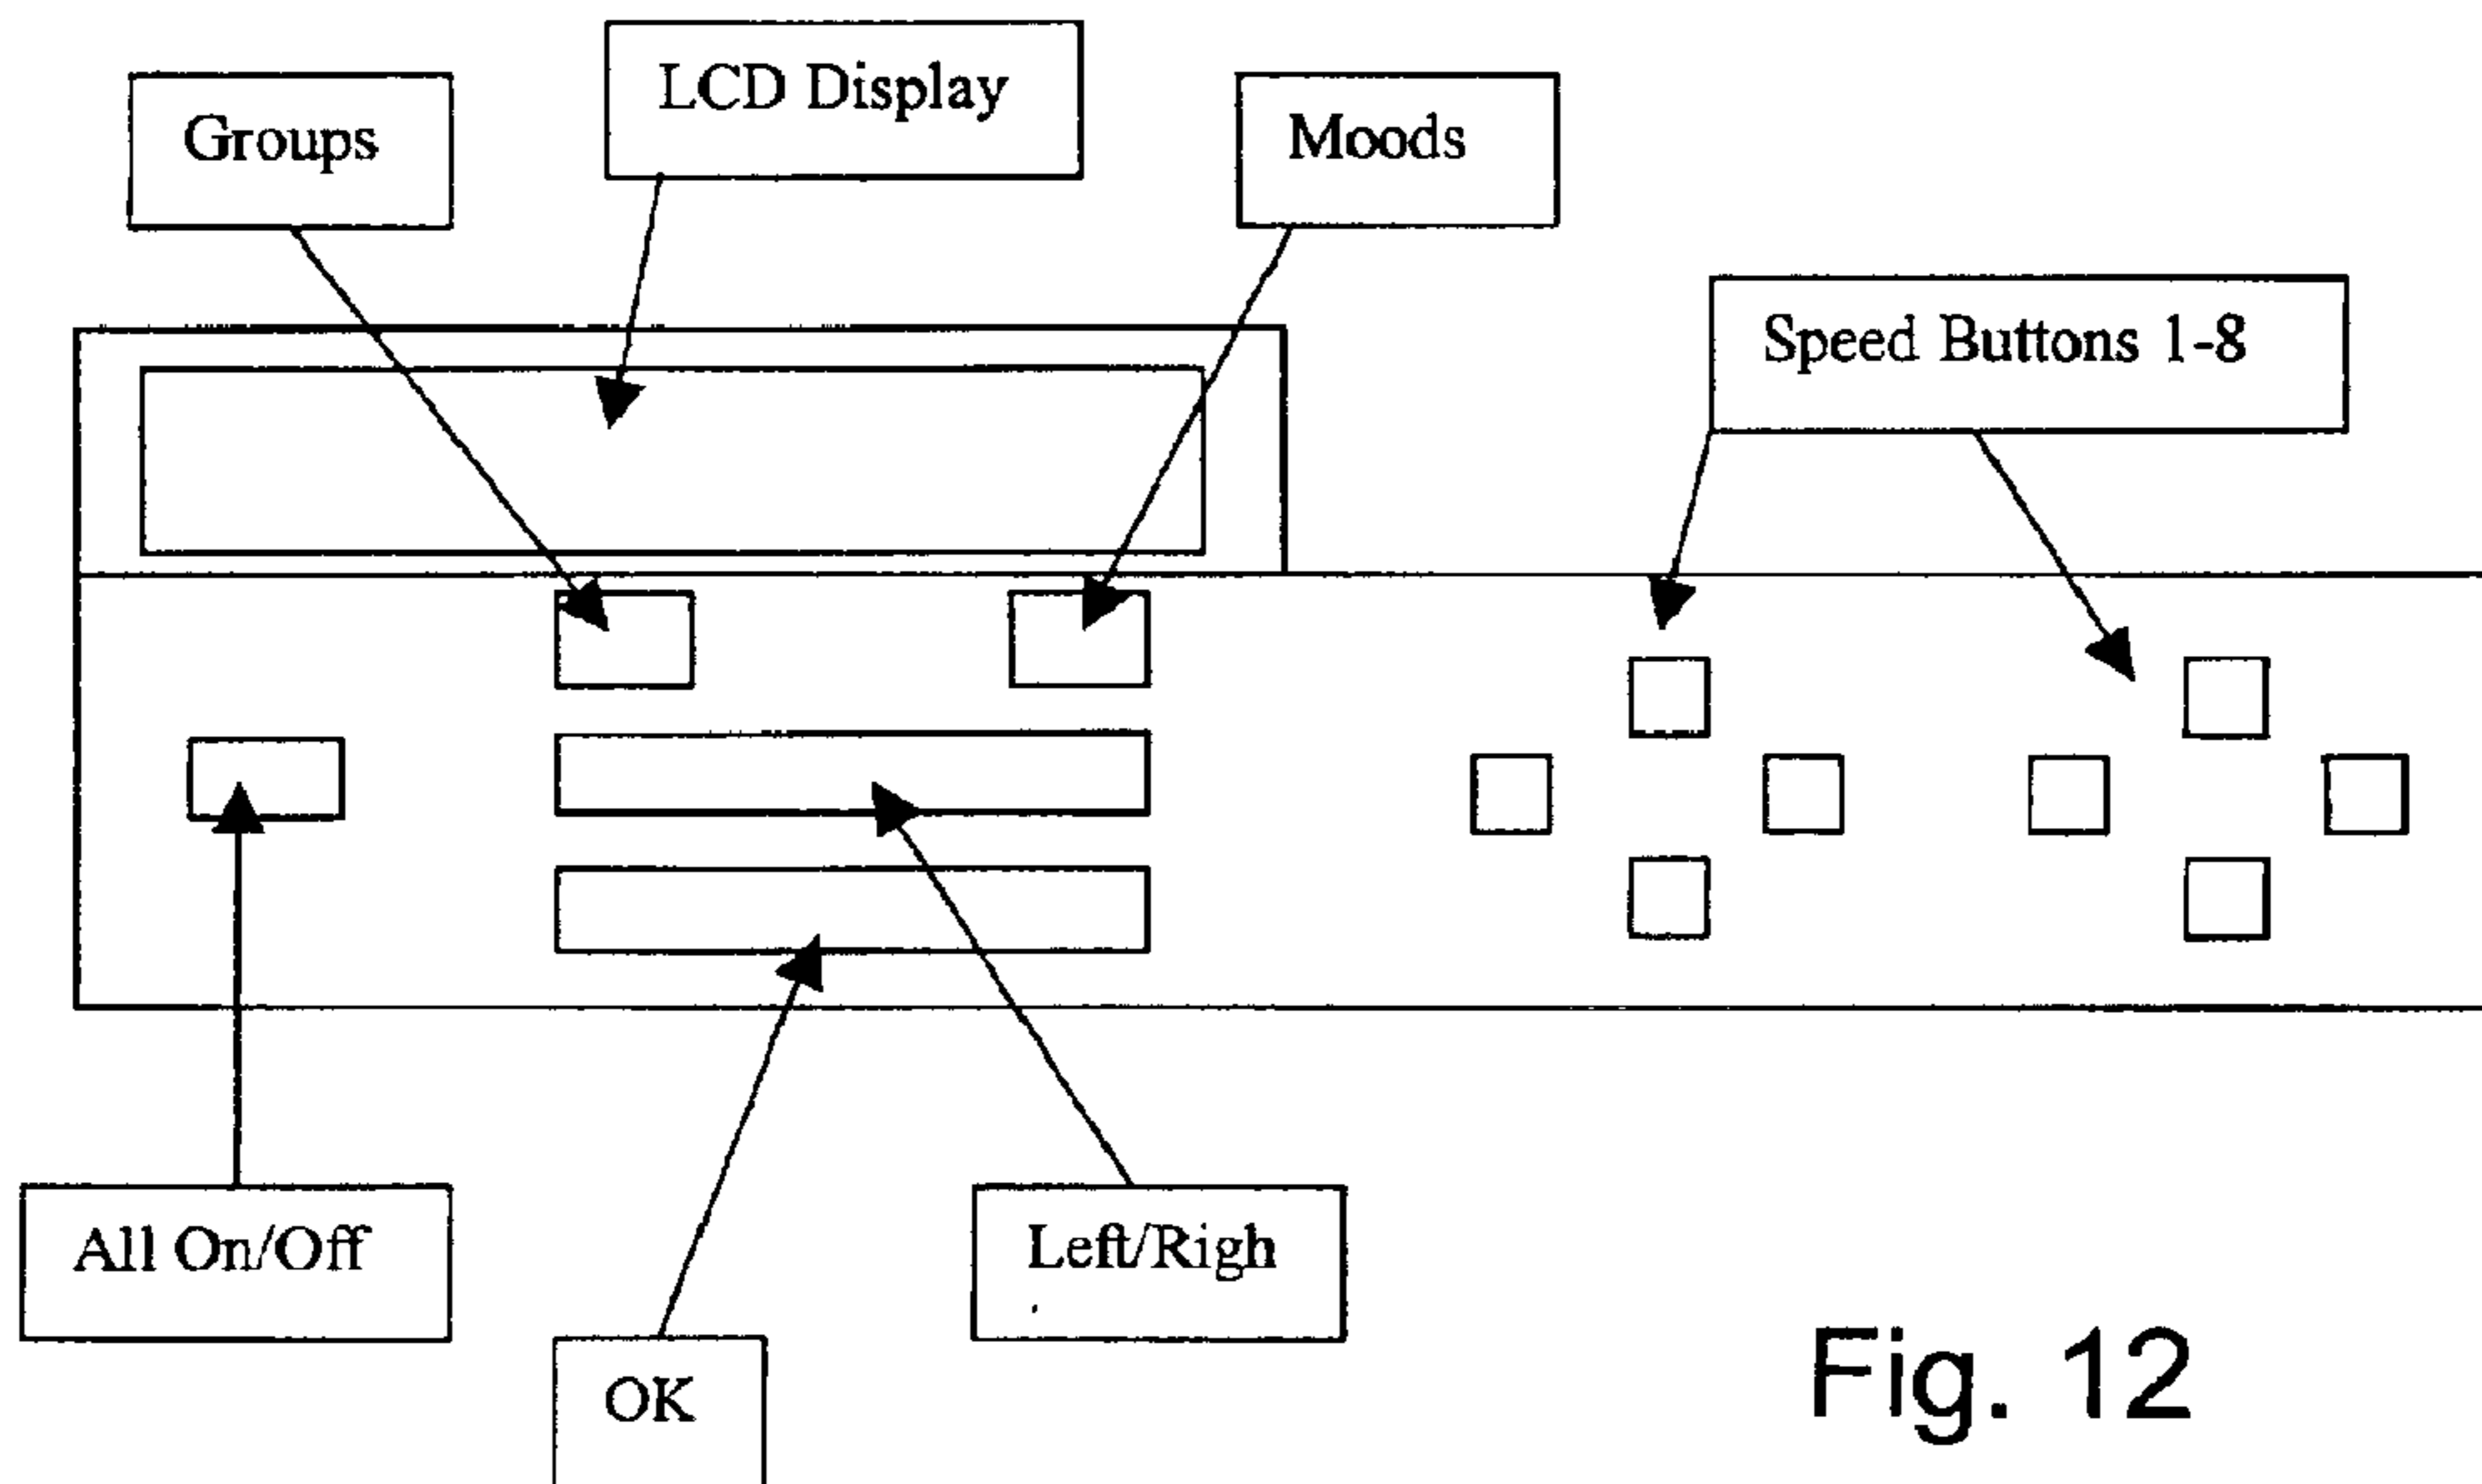 LCD Display
Groups
Moods
Speed Buttons 1-8
All On/Off
Left/Righ
OK
Fig. 12